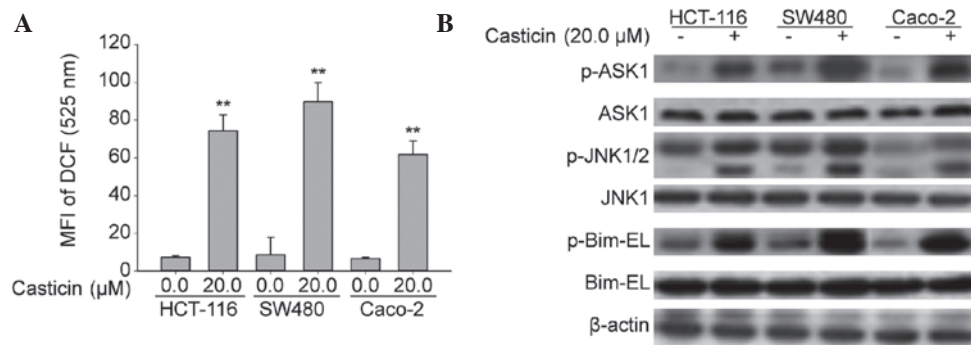 A
MFI of DCF (525 nm)
120
100
80
60
40
20
0
** ** **
Casticin (μM) 0.0 20.0 0.0 20.0 0.0 20.0
HCT-116 SW480 Caco-2
B
HCT-116 SW480 Caco-2
Casticin (20.0 μM) - + - + - +
p-ASK1
ASK1
p-JNK1/2
JNK1
p-Bim-EL
Bim-EL
β-actin